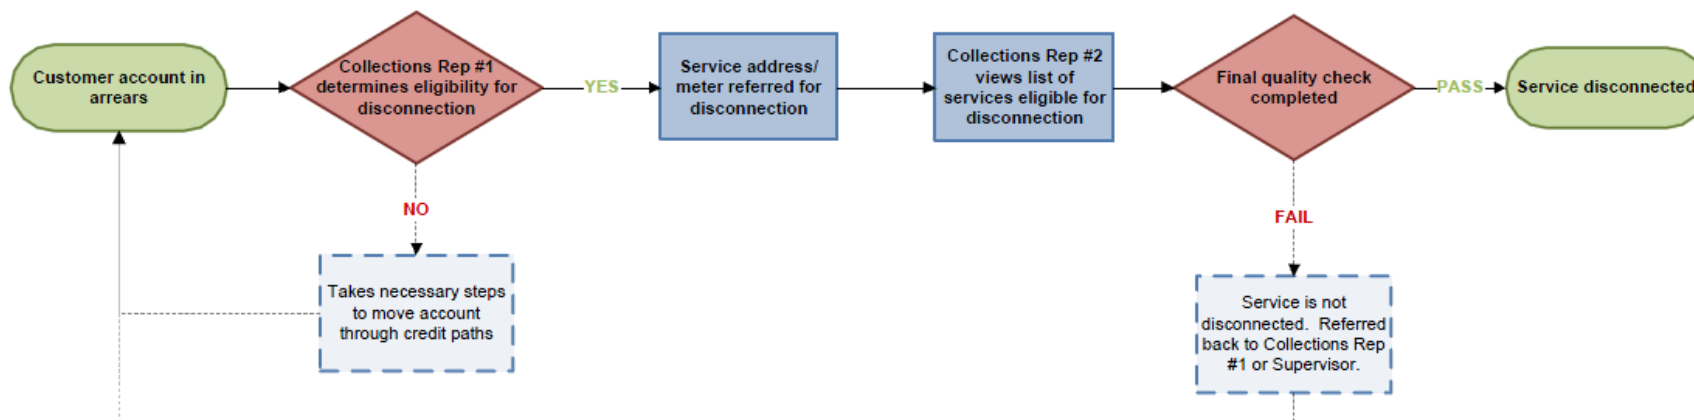 Customer account in
arrears
Collections Rep #1
determines eligibility for
disconnection
YES
Service address/
meter referred for
disconnection
Collections Rep #2
views list of
services eligible for
disconnection
Final quality check
completed
PASS
Service disconnected
NO
FAIL
Takes necessary steps
to move account
through credit paths
Service is not
disconnected.  Referred
back to Collections Rep
#1 or Supervisor.